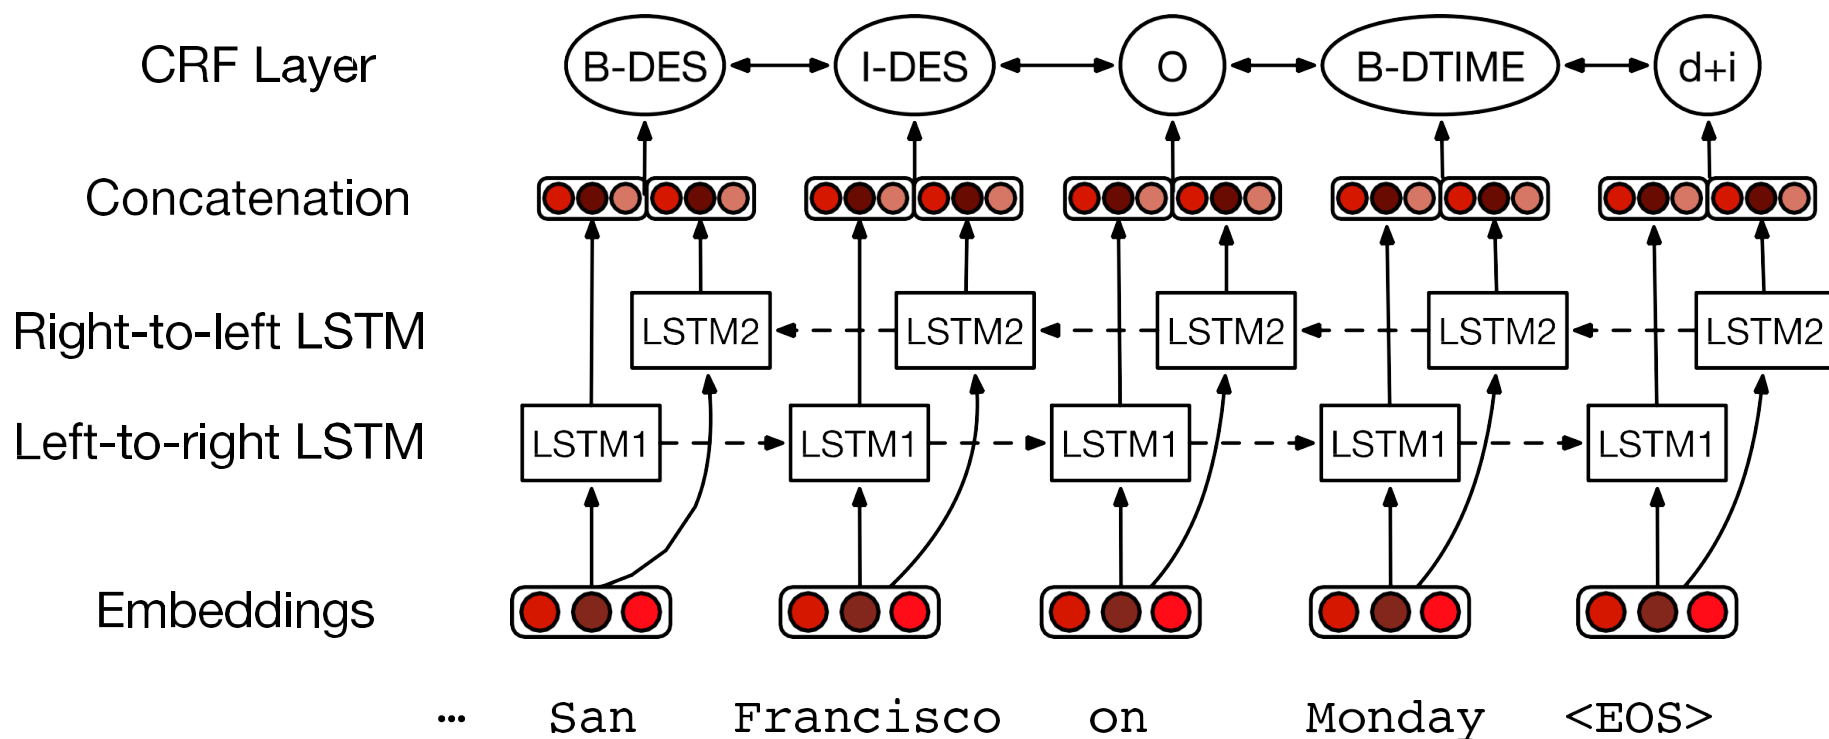 CRF Layer B-DES I-DES O B-DTIME d+i
Concatenation
Right-to-left LSTM LSTM2 LSTM2 LSTM2 LSTM2 LSTM2
Left-to-right LSTM LSTM1 LSTM1 LSTM1 LSTM1 LSTM1
Embeddings
... San Francisco on Monday <EOS>